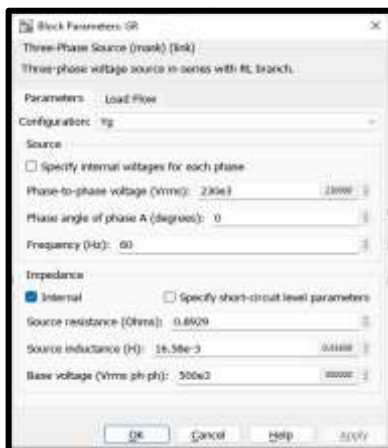 Block Parameters: GR
Three-Phase Source (mask) (link)
Three-phase voltage source in series with RL branch.
Parameters Load Flow
Configuration: Yg
Source
Specify internal voltages for each phase
Phase-to-phase voltage (Vrms): 230e3 230000
Phase angle of phase A (degrees): 0
Frequency (Hz): 60
Impedance
Internal Specify short-circuit level parameters
Source resistance (Ohms): 0.8929
Source inductance (H): 16.58e-3
Base voltage (Vrms ph-ph): 500e3
OK Cancel Help Apply